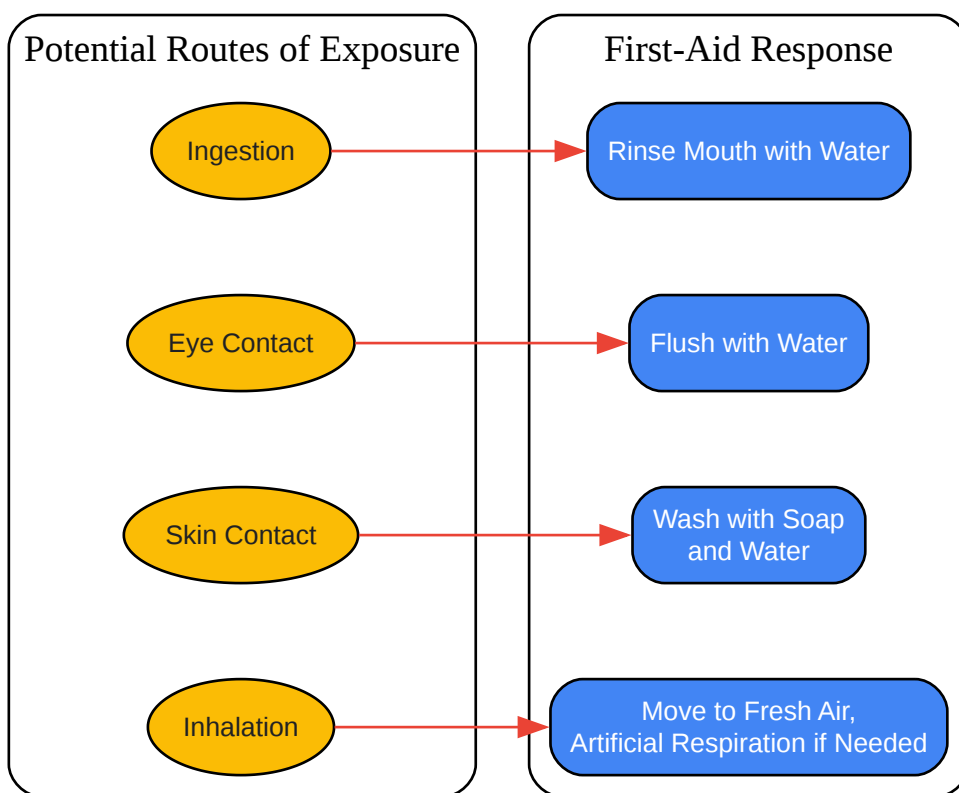 Potential Routes of Exposure
First-Aid Response
Ingestion
Rinse Mouth with Water
Eye Contact
Flush with Water
Skin Contact
Wash with Soap
and Water
Inhalation
Move to Fresh Air,
Artificial Respiration if Needed